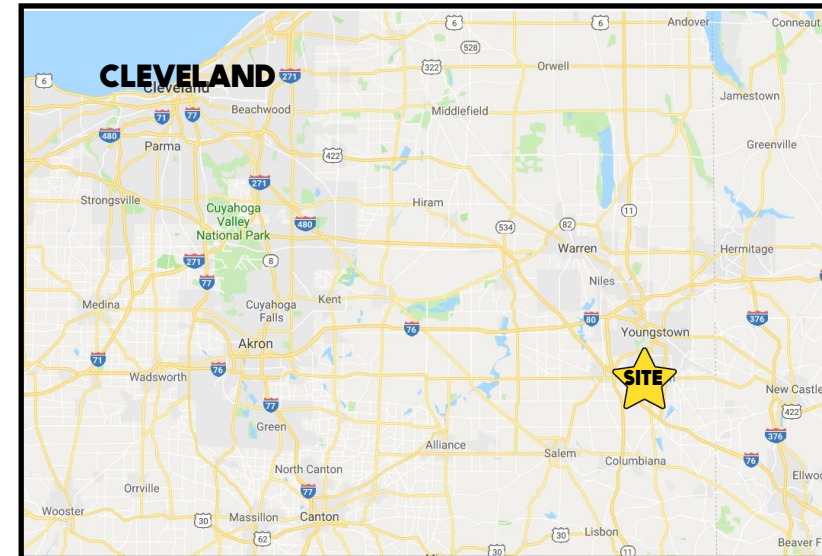 6
6
Andover
Conneaut
528
CLEVELAND
271
322
Orwell
6
Cleveland
Jamestown
Beachwood
Middlefield
71
77
480
Parma
Greenville
422
271
Strongsville
Hiram
Cuyahoga
Valley
National Park
11
480
534
82
Warren
Hermitage
271
8
77
Niles
Medina
Cuyahoga
Falls
Kent
80
376
76
Youngstown
Akron
71
76
SITE
Wadsworth
New Castle
77
422
Green
376
Alliance
Salem
Columbiana
76
North Canton
Orrville
77
Wooster
30
Massillon
Canton
62
30
Lisbon
30
11